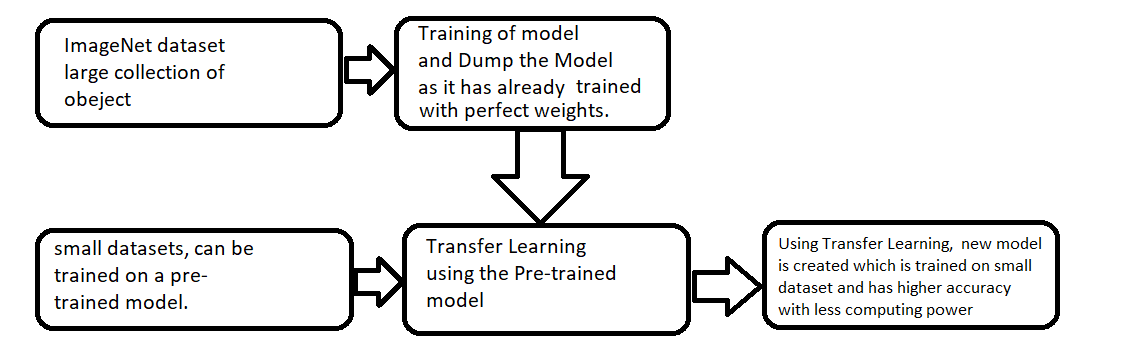 ImageNet dataset
large collection of
obeject
Training of model
and Dump the Model
as it has already trained
with perfect weights.
small datasets, can be
trained on a pre-
trained model.
Transfer Learning
using the Pre-trained
model
Using Transfer Learning, new model
is created which is trained on small
dataset and has higher accuracy
with less computing power